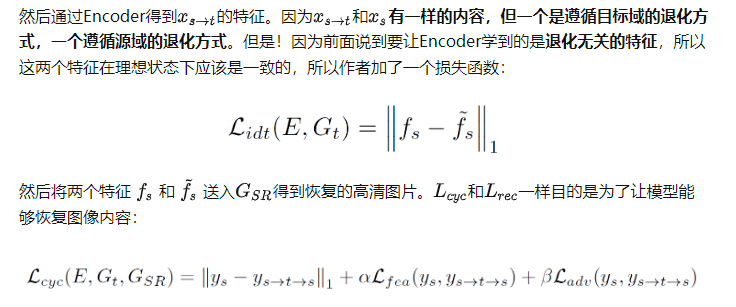 然后通过Encoder得到$x_{s \to t}$的特征。因为$x_{s \to t}$和$x_s$有一样的内容，但一个是遵循目标域的退化方
式，一个遵循源域的退化方式。但是！因为前面说到要让Encoder学到的是退化无关的特征，所以
这两个特征在理想状态下应该是一致的，所以作者加了一个损失函数：
$\mathcal{L}_{idt}(E, G_t) = \left\| f_s - \tilde{f}_s \right\|_1$
然后将两个特征 $f_s$ 和 $\tilde{f}_s$ 送入$G_{SR}$得到恢复的高清图片。$L_{cyc}$和$L_{rec}$一样目的是为了让模型能
够恢复图像内容：
$\mathcal{L}_{cyc}(E, G_t, G_{SR}) = \| y_s - y_{s \to t \to s} \|_1 + \alpha \mathcal{L}_{fea}(y_s, y_{s \to t \to s}) + \beta \mathcal{L}_{adv}(y_s, y_{s \to t \to s})$